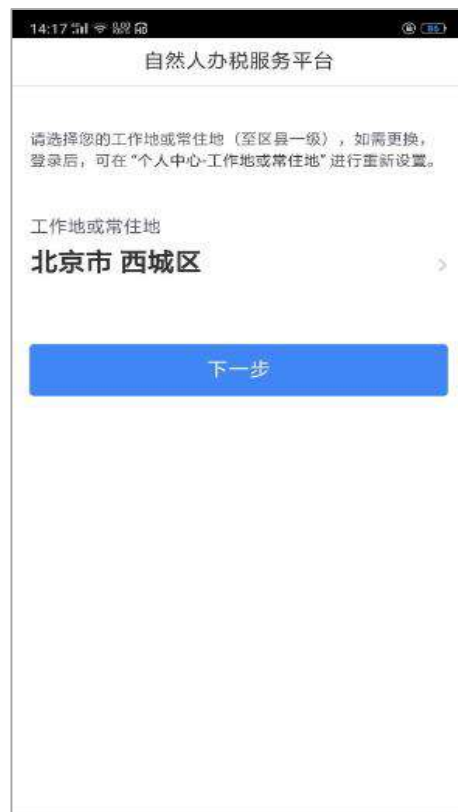 14:17
自然人办税服务平台
请选择您的工作地或常住地（至区县一级），如需更换，
登录后，可在“个人中心-工作地或常住地”进行重新设置。
工作地或常住地
北京市 西城区
下一步